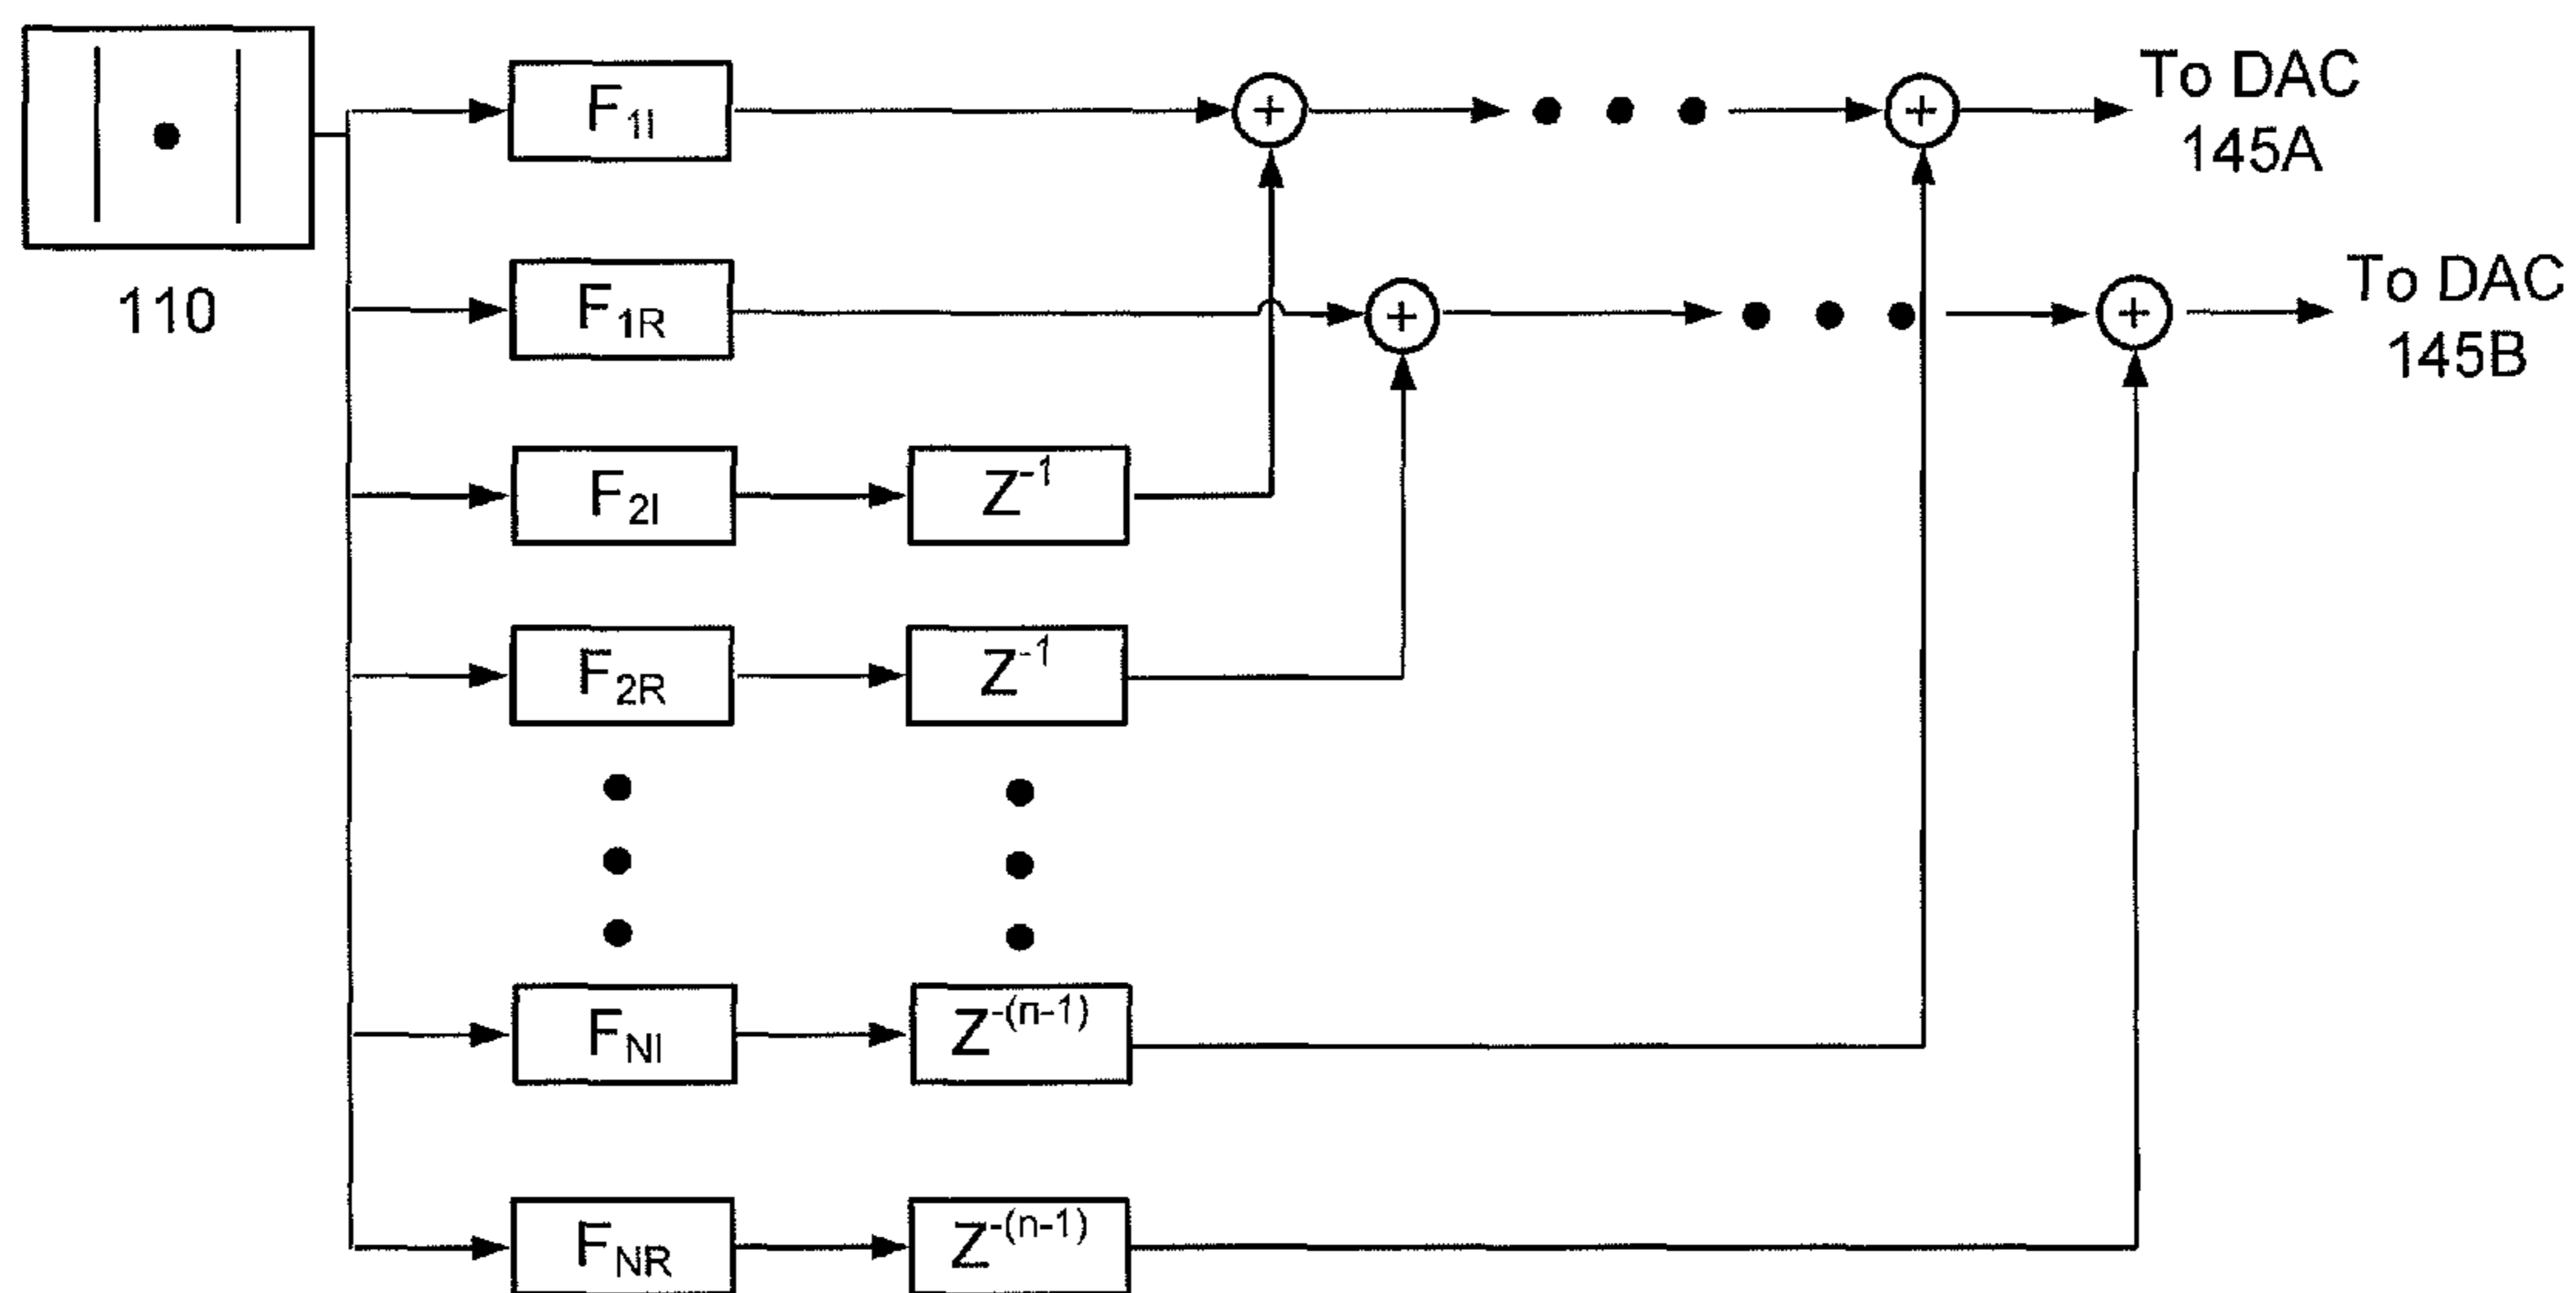 F1I
+
+
To DAC
145A
110
F1R
+
+
To DAC
145B
F2I
Z-1
F2R
Z-1
FNI
Z-(n-1)
FNR
Z-(n-1)